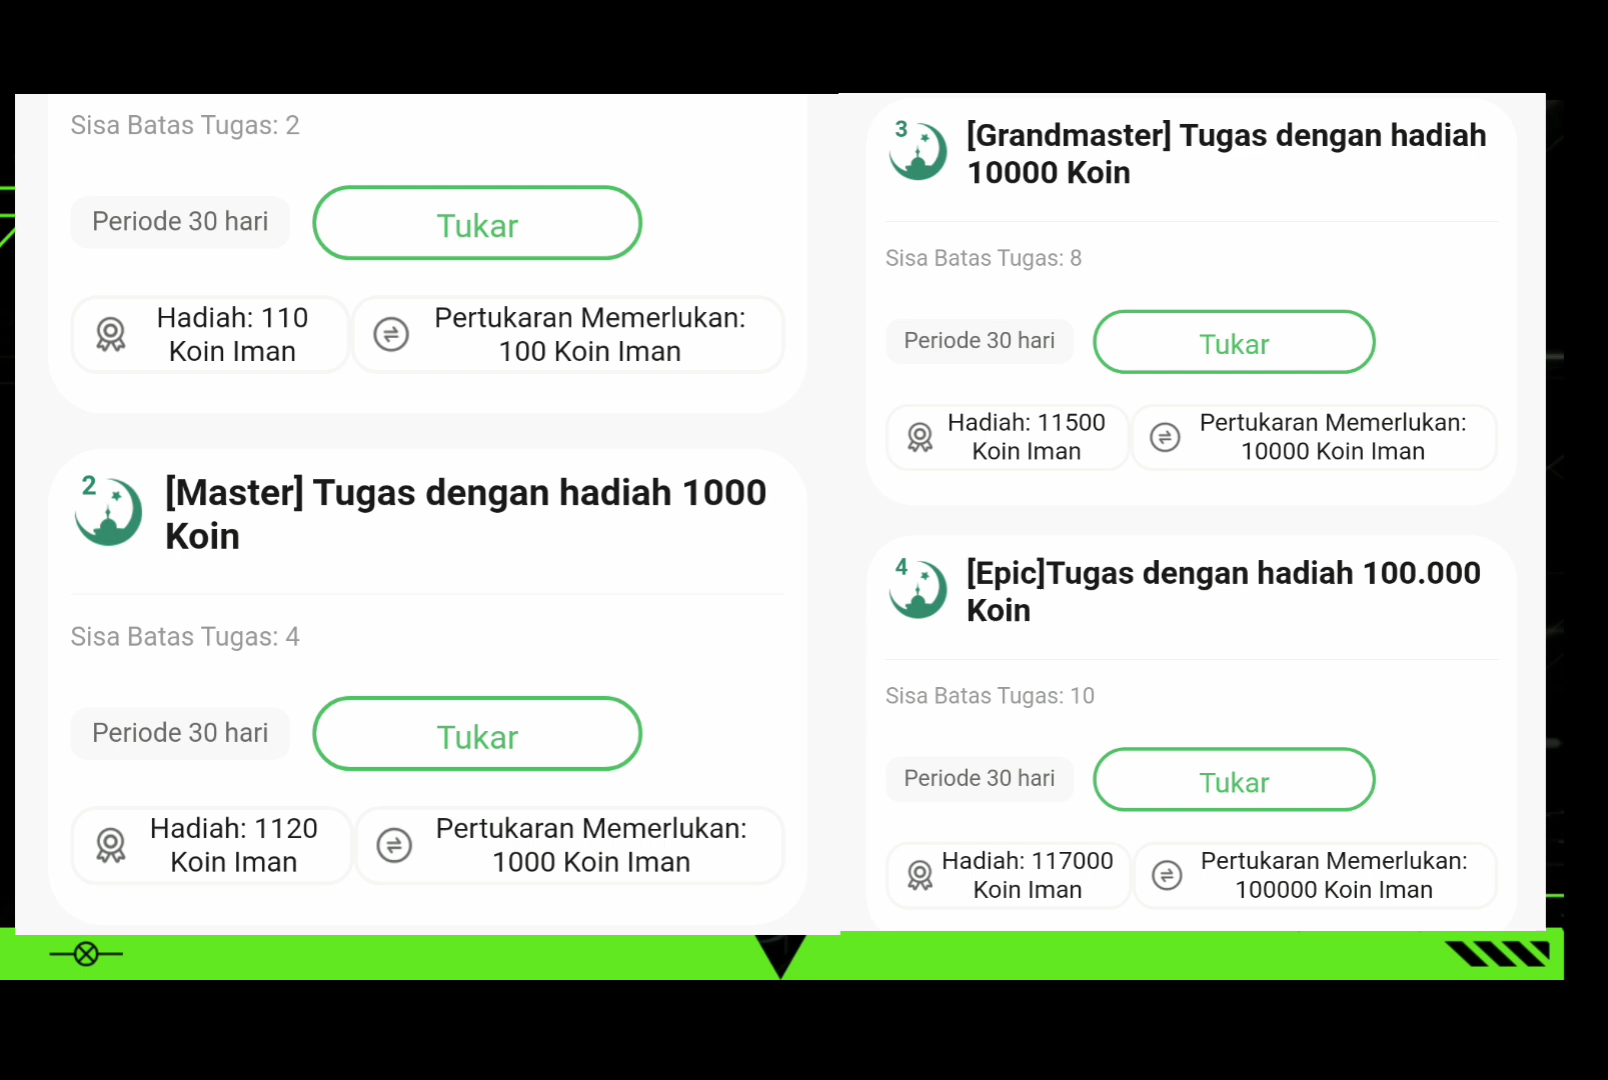 Sisa Batas Tugas: 2
Periode 30 hari
Tukar
Hadiah: 110
Koin Iman
Pertukaran Memerlukan:
100 Koin Iman
2
[Master] Tugas dengan hadiah 1000
Koin
Sisa Batas Tugas: 4
Periode 30 hari
Tukar
Hadiah: 1120
Koin Iman
Pertukaran Memerlukan:
1000 Koin Iman
3
[Grandmaster] Tugas dengan hadiah
10000 Koin
Sisa Batas Tugas: 8
Periode 30 hari
Tukar
Hadiah: 11500
Koin Iman
Pertukaran Memerlukan:
10000 Koin Iman
4
[Epic]Tugas dengan hadiah 100.000
Koin
Sisa Batas Tugas: 10
Periode 30 hari
Tukar
Hadiah: 117000
Koin Iman
Pertukaran Memerlukan:
100000 Koin Iman